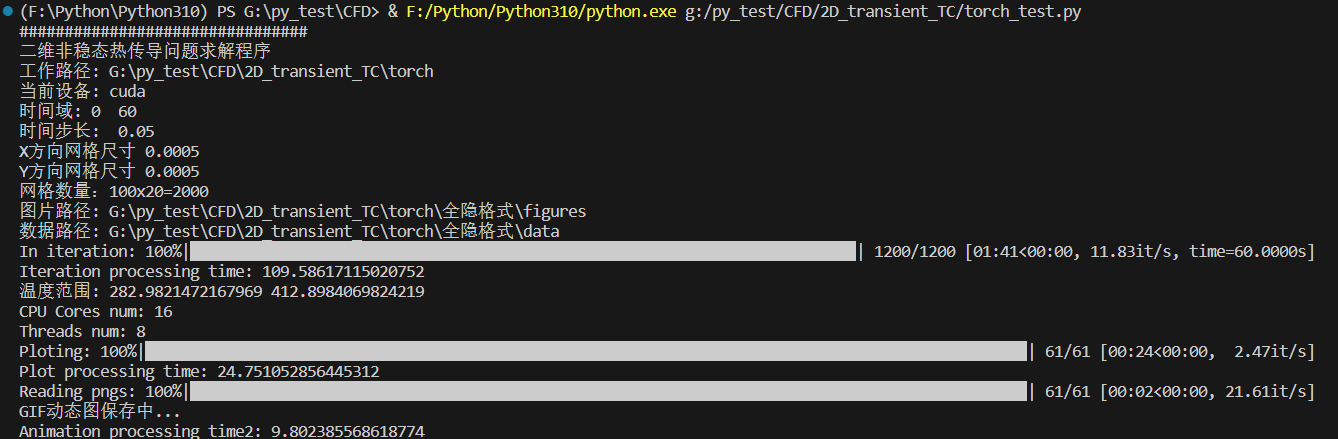 (F:\Python\Python310) PS G:\py_test\CFD> & F:/Python/Python310/python.exe g:/py_test/CFD/2D_transient_TC/torch_test.py
################################
二维非稳态热传导问题求解程序
工作路径: G:\py_test\CFD\2D_transient_TC\torch
当前设备: cuda
时间域: 0  60
时间步长:  0.05
X方向网格尺寸 0.0005
Y方向网格尺寸 0.0005
网格数量: 100x20=2000
图片路径: G:\py_test\CFD\2D_transient_TC\torch\全隐格式\figures
数据路径: G:\py_test\CFD\2D_transient_TC\torch\全隐格式\data
In iteration: 100%| | 1200/1200 [01:41<00:00, 11.83it/s, time=60.0000s]
Iteration processing time: 109.58617115020752
温度范围: 282.9821472167969 412.8984069824219
CPU Cores num: 16
Threads num: 8
Ploting: 100%| | 61/61 [00:24<00:00,  2.47it/s]
Plot processing time: 24.751052856445312
Reading pngs: 100%| | 61/61 [00:02<00:00, 21.61it/s]
GIF动态图保存中...
Animation processing time2: 9.802385568618774